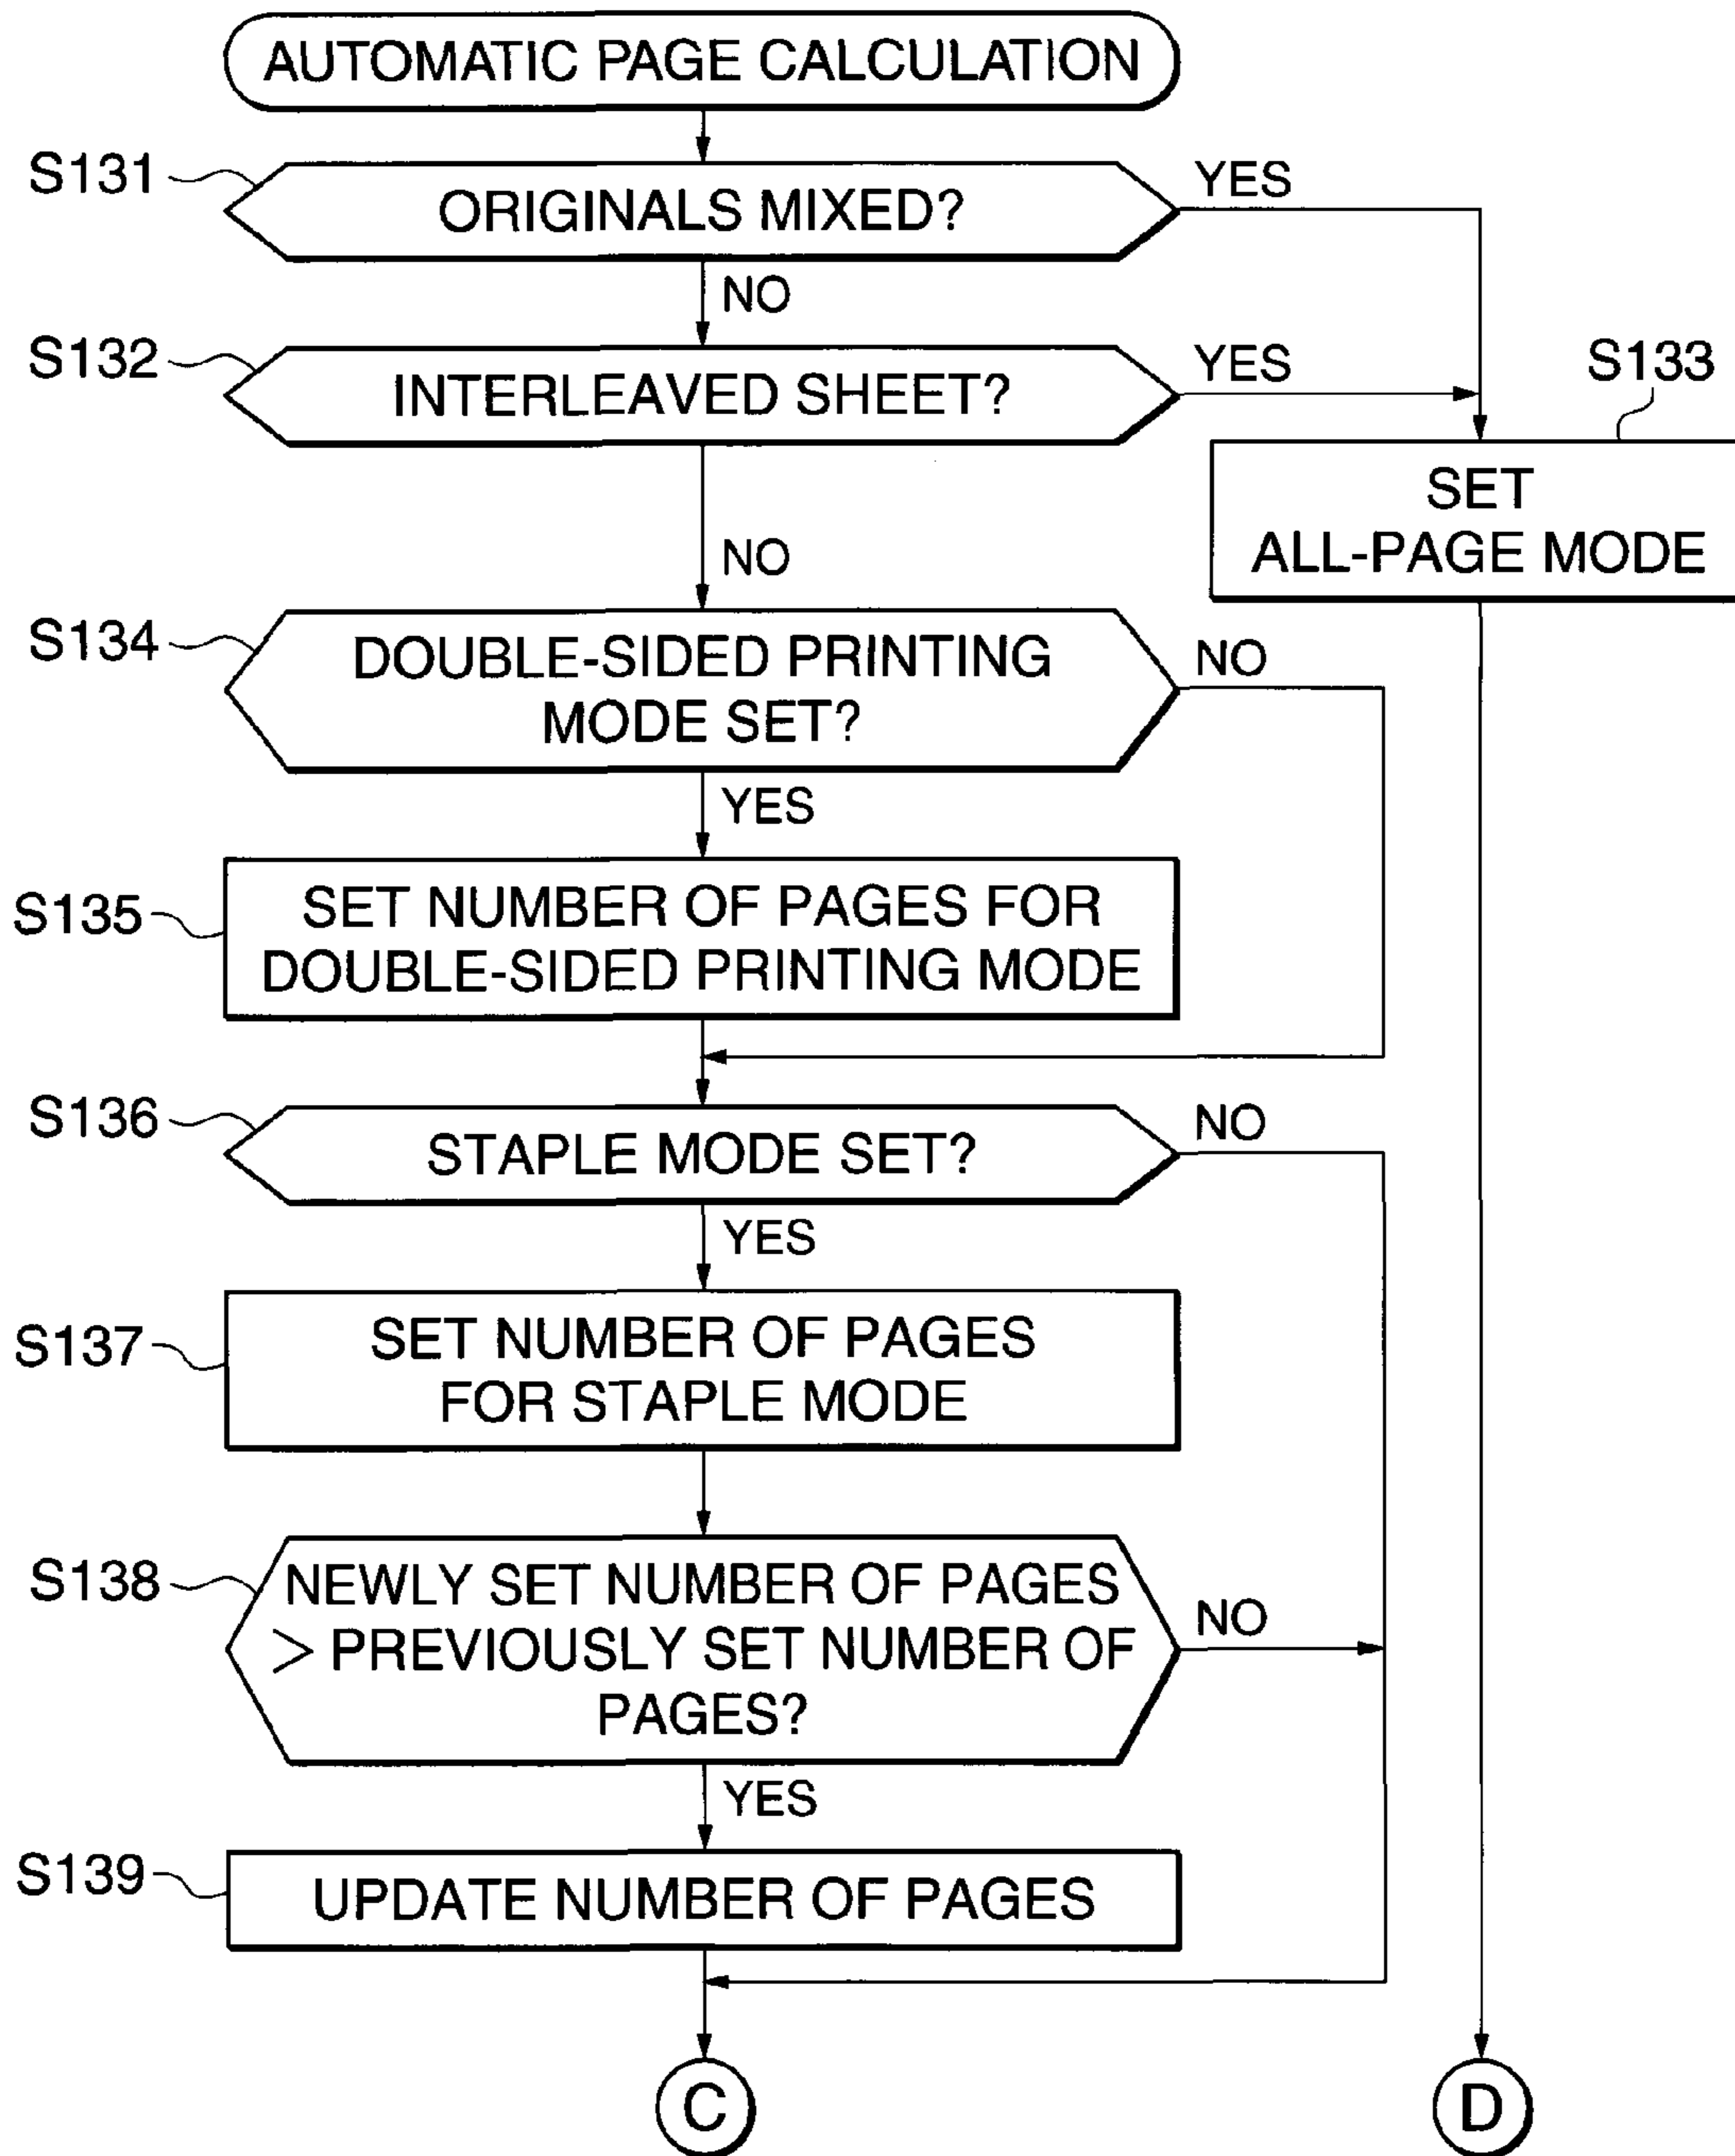 AUTOMATIC PAGE CALCULATION
S131
ORIGINALS MIXED?
YES
NO
S132
INTERLEAVED SHEET?
YES
S133
SET
ALL-PAGE MODE
NO
S134
DOUBLE-SIDED PRINTING
MODE SET?
NO
YES
S135
SET NUMBER OF PAGES FOR
DOUBLE-SIDED PRINTING MODE
S136
STAPLE MODE SET?
NO
YES
S137
SET NUMBER OF PAGES
FOR STAPLE MODE
S138
NEWLY SET NUMBER OF PAGES
> PREVIOUSLY SET NUMBER OF
PAGES?
NO
YES
S139
UPDATE NUMBER OF PAGES
C
D